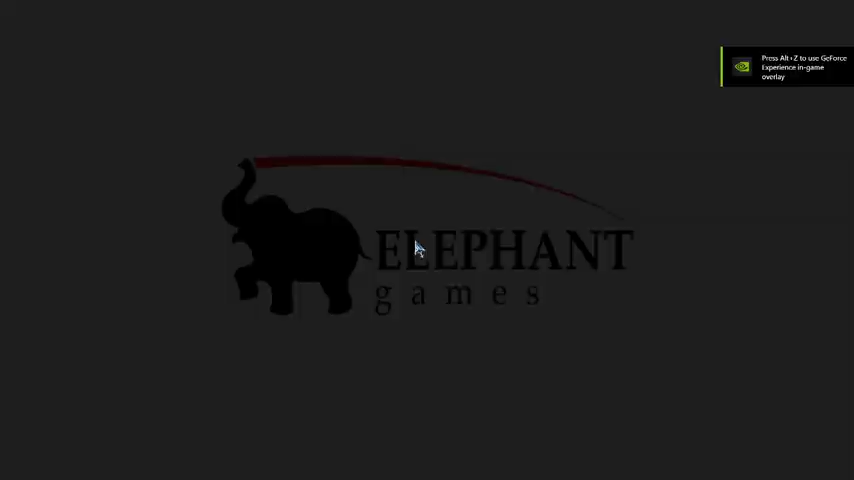 Press Alt+Z to use GeForce
Experience in-game
overlay
ELEPHANT
games